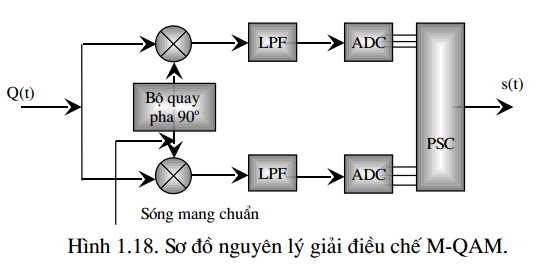 LPF
ADC
Q(t)
Bộ quay
pha 90º
s(t)
PSC
LPF
ADC
Sóng mang chuẩn
Hình 1.18. Sơ đồ nguyên lý giải điều chế M-QAM.